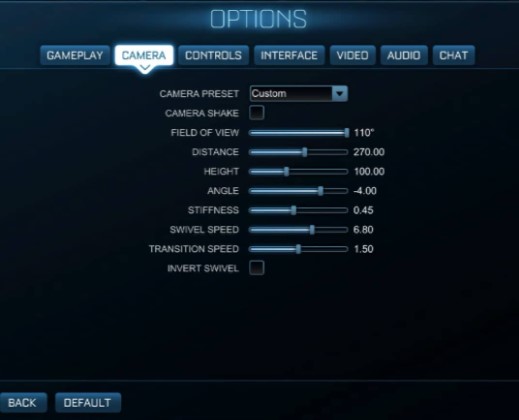 OPTIONS
GAMEPLAY CAMERA CONTROLS INTERFACE VIDEO AUDIO CHAT
CAMERA PRESET Custom
CAMERA SHAKE
FIELD OF VIEW 110°
DISTANCE 270.00
HEIGHT 100.00
ANGLE -4.00
STIFFNESS 0.45
SWIVEL SPEED 6.80
TRANSITION SPEED 1.50
INVERT SWIVEL
BACK DEFAULT